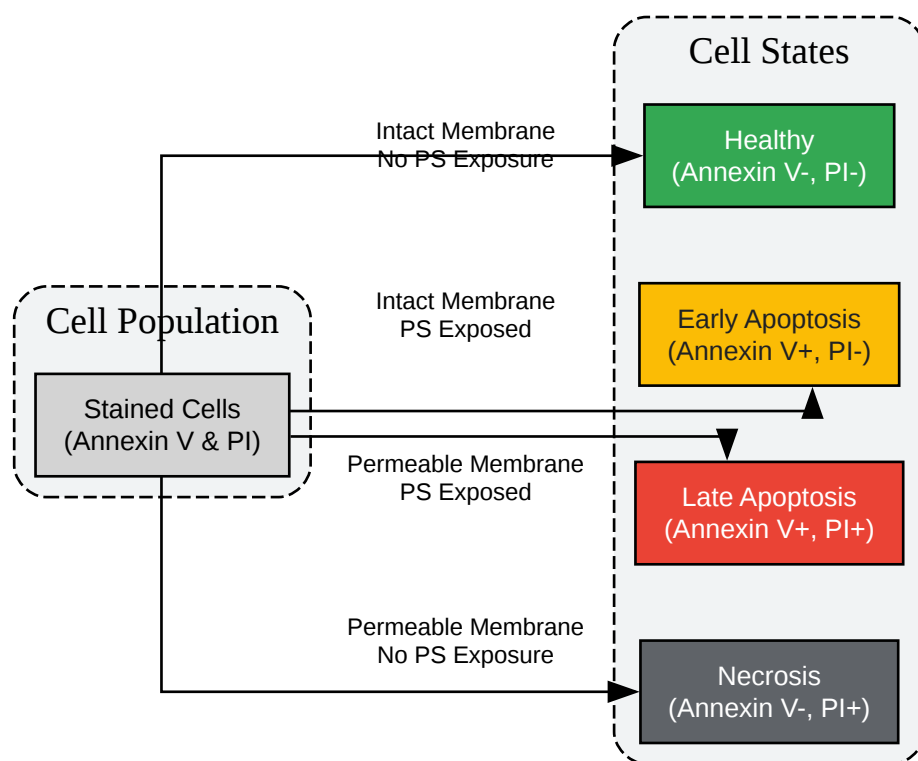 Cell States
Intact Membrane
No PS Exposure
Healthy
(Annexin V-, PI-)
Cell Population
Intact Membrane
PS Exposed
Early Apoptosis
(Annexin V+, PI-)
Stained Cells
(Annexin V & PI)
Permeable Membrane
PS Exposed
Late Apoptosis
(Annexin V+, PI+)
Permeable Membrane
No PS Exposure
Necrosis
(Annexin V-, PI+)